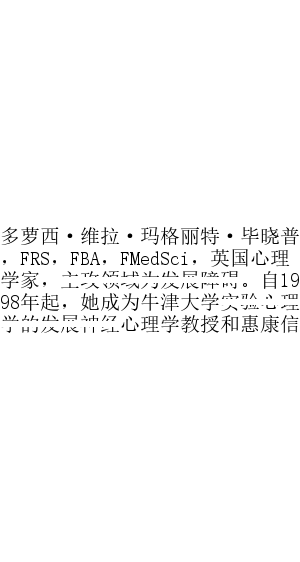 多萝西·维拉·玛格丽特·毕晓普
，FRS，FBA，FMedSci，英国心理
学家，主攻领域为发展障碍。自19
98年起，她成为牛津大学实验心理
学的发展神经心理学教授和惠康信